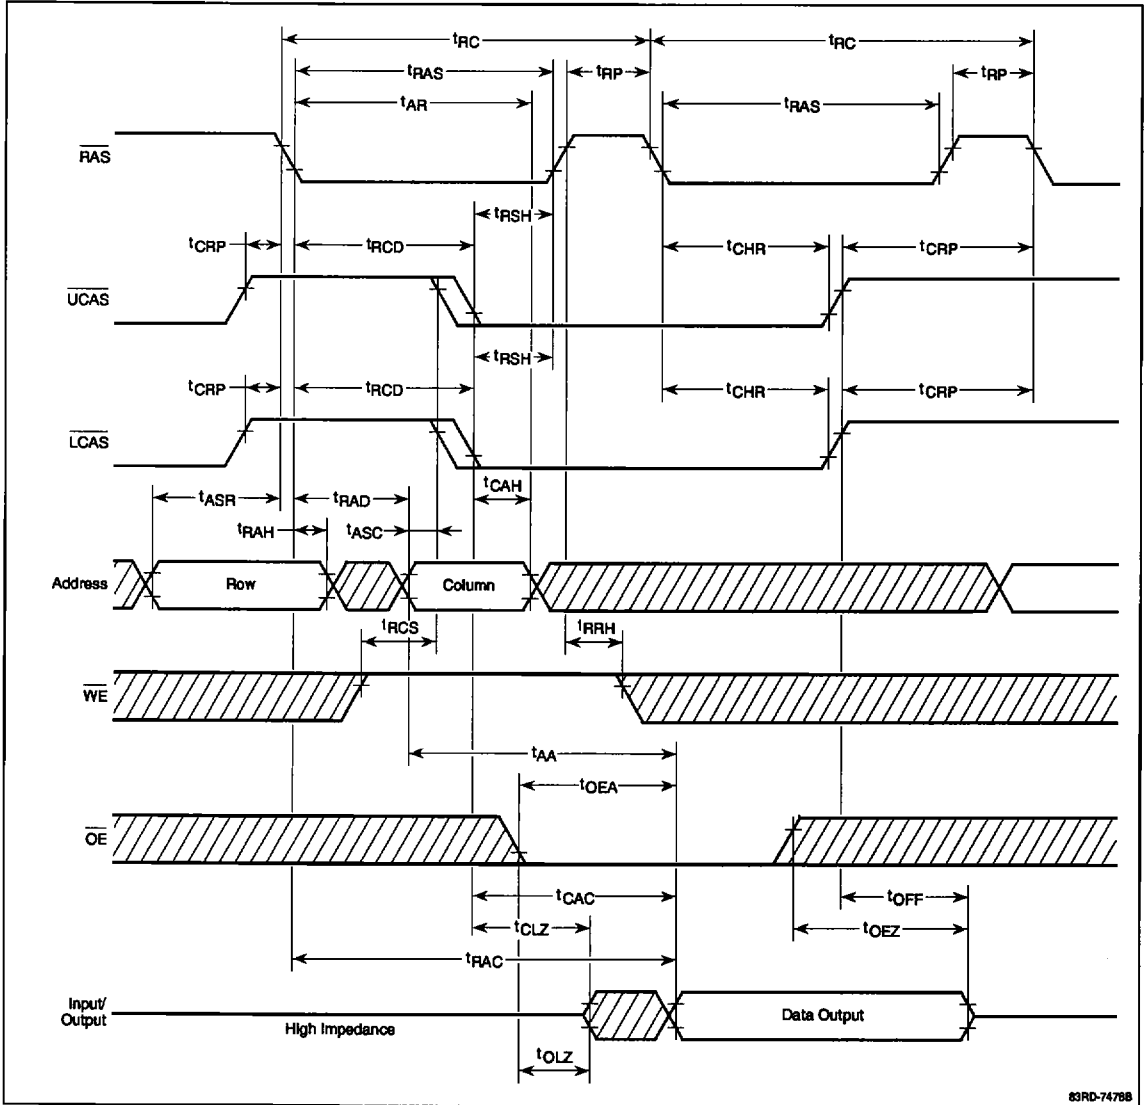 tRC tRC
tRAS tRP tRP
tAR tRAS
RAS
tRSH
tCRP tRCD tCHR tCRP
UCAS
tRSH
tCRP tRCD tCHR tCRP
LCAS
tCAH
tASR tRAD
tRAH tASC
Address Row Column
tRCS tRRH
WE
tAA
tOEA
OE
tCAC tOFF
tCLZ tOEZ
tRAC
Input/
Output
High Impedance
Data Output
tOLZ
83RD-7476B